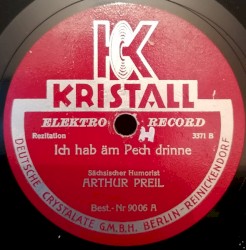 K
KRISTALL
ELEKTRO RECORD
Rezitation 3371 B
Ich hab äm Pech drinne
Sächsischer Humorist
ARTHUR PREIL
Best.-Nr 9006 A
DEUTSCHE CRYSTALATE G.M.B.H. BERLIN-REINICKENDORF